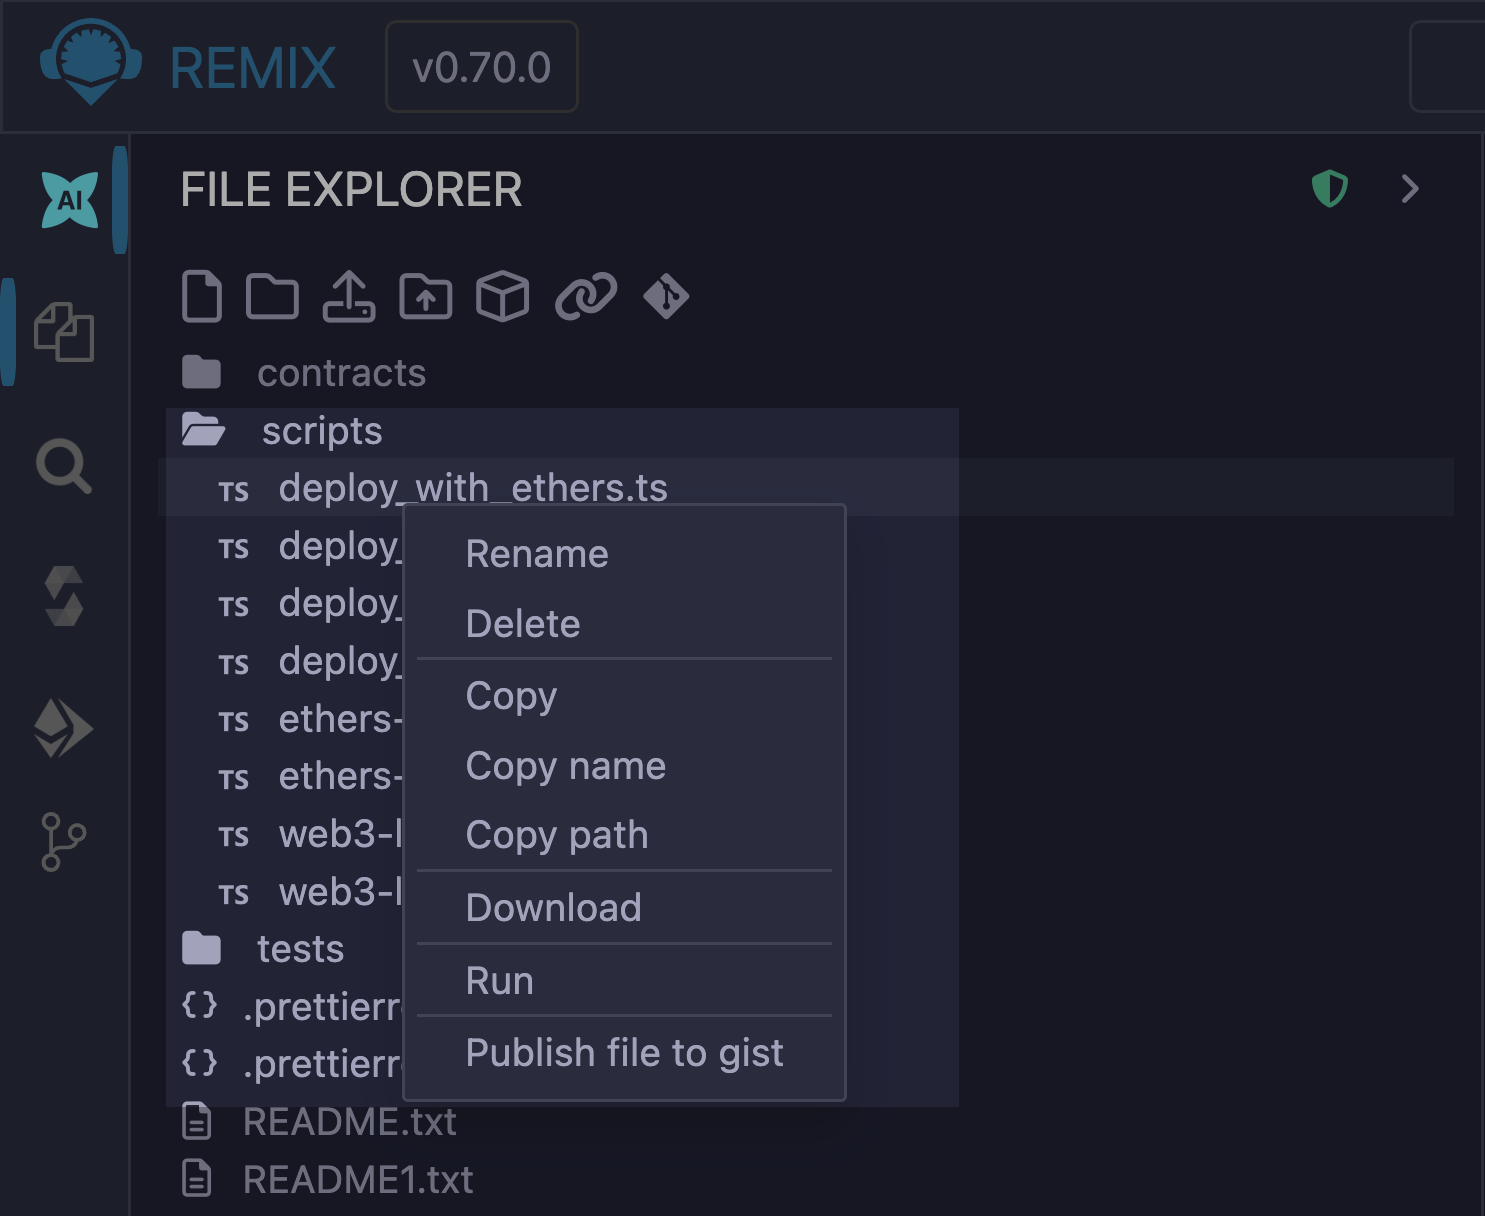 REMIX
v0.70.0
AI
FILE EXPLORER
contracts
scripts
TS deploy_with_ethers.ts
TS deploy_
TS deploy_
TS deploy_
TS ethers-
TS ethers-
TS web3-l
TS web3-l
tests
{} .prettierr
{} .prettierr
README.txt
README1.txt
Rename
Delete
Copy
Copy name
Copy path
Download
Run
Publish file to gist